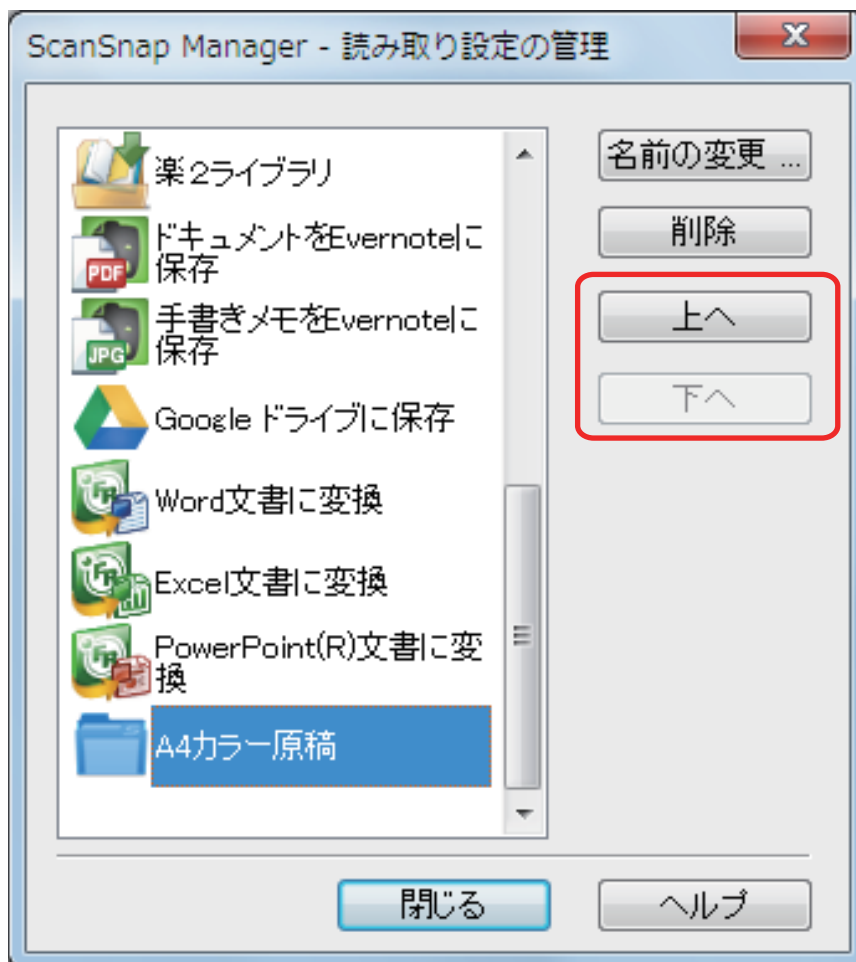 ScanSnap Manager - 読み取り設定の管理
楽2ライブラリ
ドキュメントをEvernoteに
保存
PDF
手書きメモをEvernoteに
保存
JPG
Google ドライブに保存
Word文書に変換
Excel文書に変換
PowerPoint(R)文書に変
換
A4カラー原稿
名前の変更 ...
削除
上へ
下へ
閉じる
ヘルプ